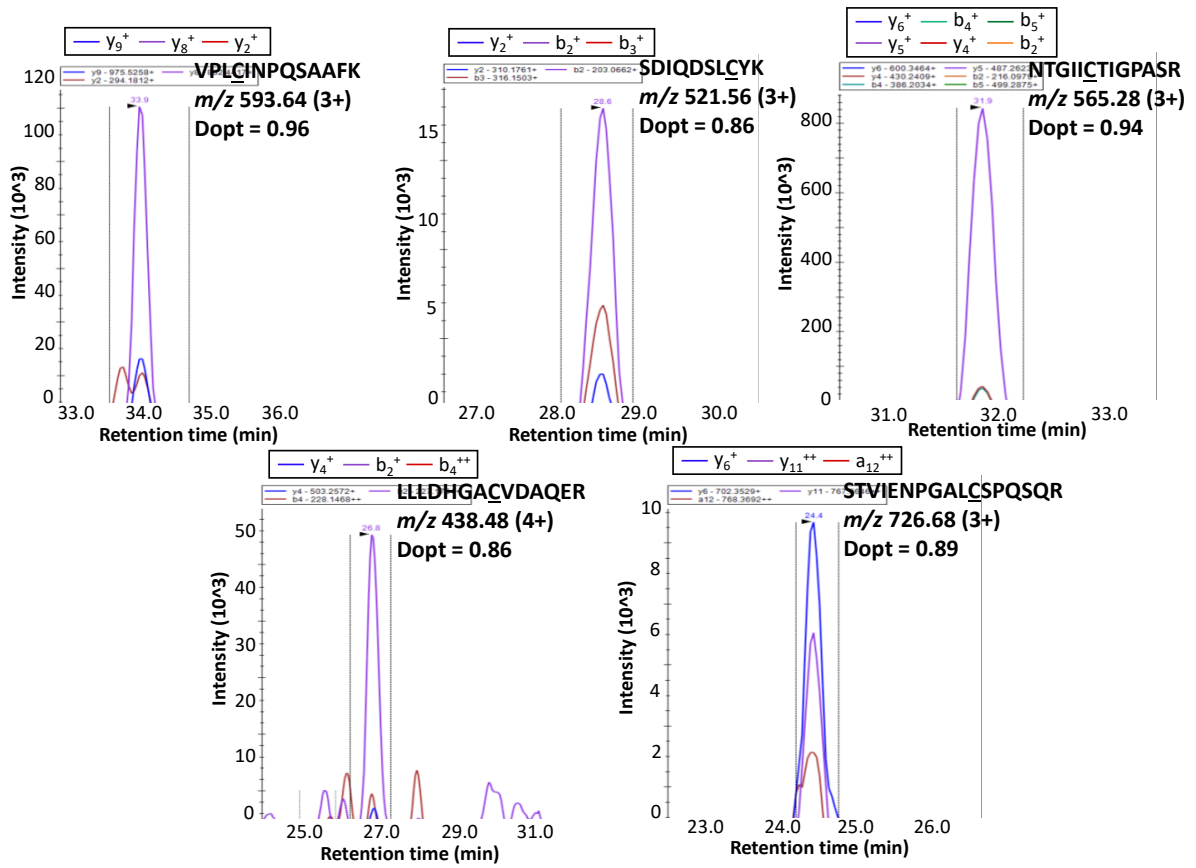 y9+ y8+ y2+
y9 - 975.5258+
y2 - 294.1812+
VPLCINPQSAAFK
m/z 593.64 (3+)
Dopt = 0.96
33.9
120
100
80
60
40
20
0
Intensity (10^3)
33.0 34.0 35.0 36.0
Retention time (min)
y2+ b2+ b3+
y2 - 310.1761+ b2 - 203.0662+
b3 - 316.1503+
SDIQDSLCYK
m/z 521.56 (3+)
Dopt = 0.86
28.6
15
10
5
0
Intensity (10^3)
27.0 28.0 29.0 30.0
Retention time (min)
y6+ b4+ b5+
y5+ y4+ b2+
y6 - 600.3464+
y4 - 430.2409+
b4 - 386.2034+ b5 - 499.2875+
NTGIICTIGPASR
m/z 565.28 (3+)
Dopt = 0.94
31.9
800
600
400
200
0
Intensity (10^3)
31.0 32.0 33.0
Retention time (min)
y4+ b2+ b4++
y4 - 503.2572+
b4 - 228.1468++
LLLDHGACVDAQER
m/z 438.48 (4+)
Dopt = 0.86
26.8
50
40
30
20
10
0
Intensity (10^3)
25.0 27.0 29.0 31.0
Retention time (min)
y6+ y11++ a12++
y6 - 702.3529+
a12 - 768.3692++
STVIENPGALCSPQSQR
m/z 726.68 (3+)
Dopt = 0.89
24.4
10
8
6
4
2
0
Intensity (10^3)
23.0 24.0 25.0 26.0
Retention time (min)